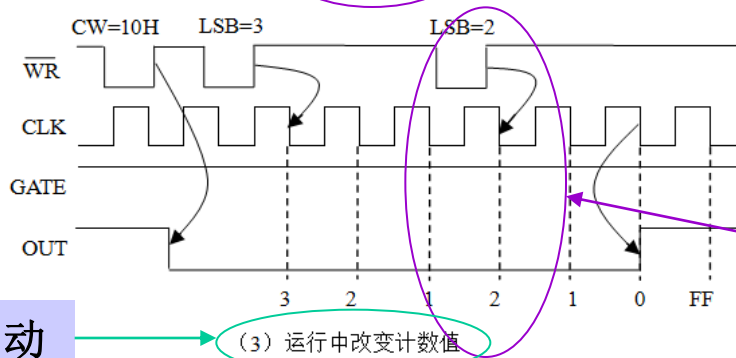 CW=10H LSB=3 LSB=2
WR
CLK
GATE
OUT
3 2 1 2 1 0 FF
动
（3）运行中改变计数值